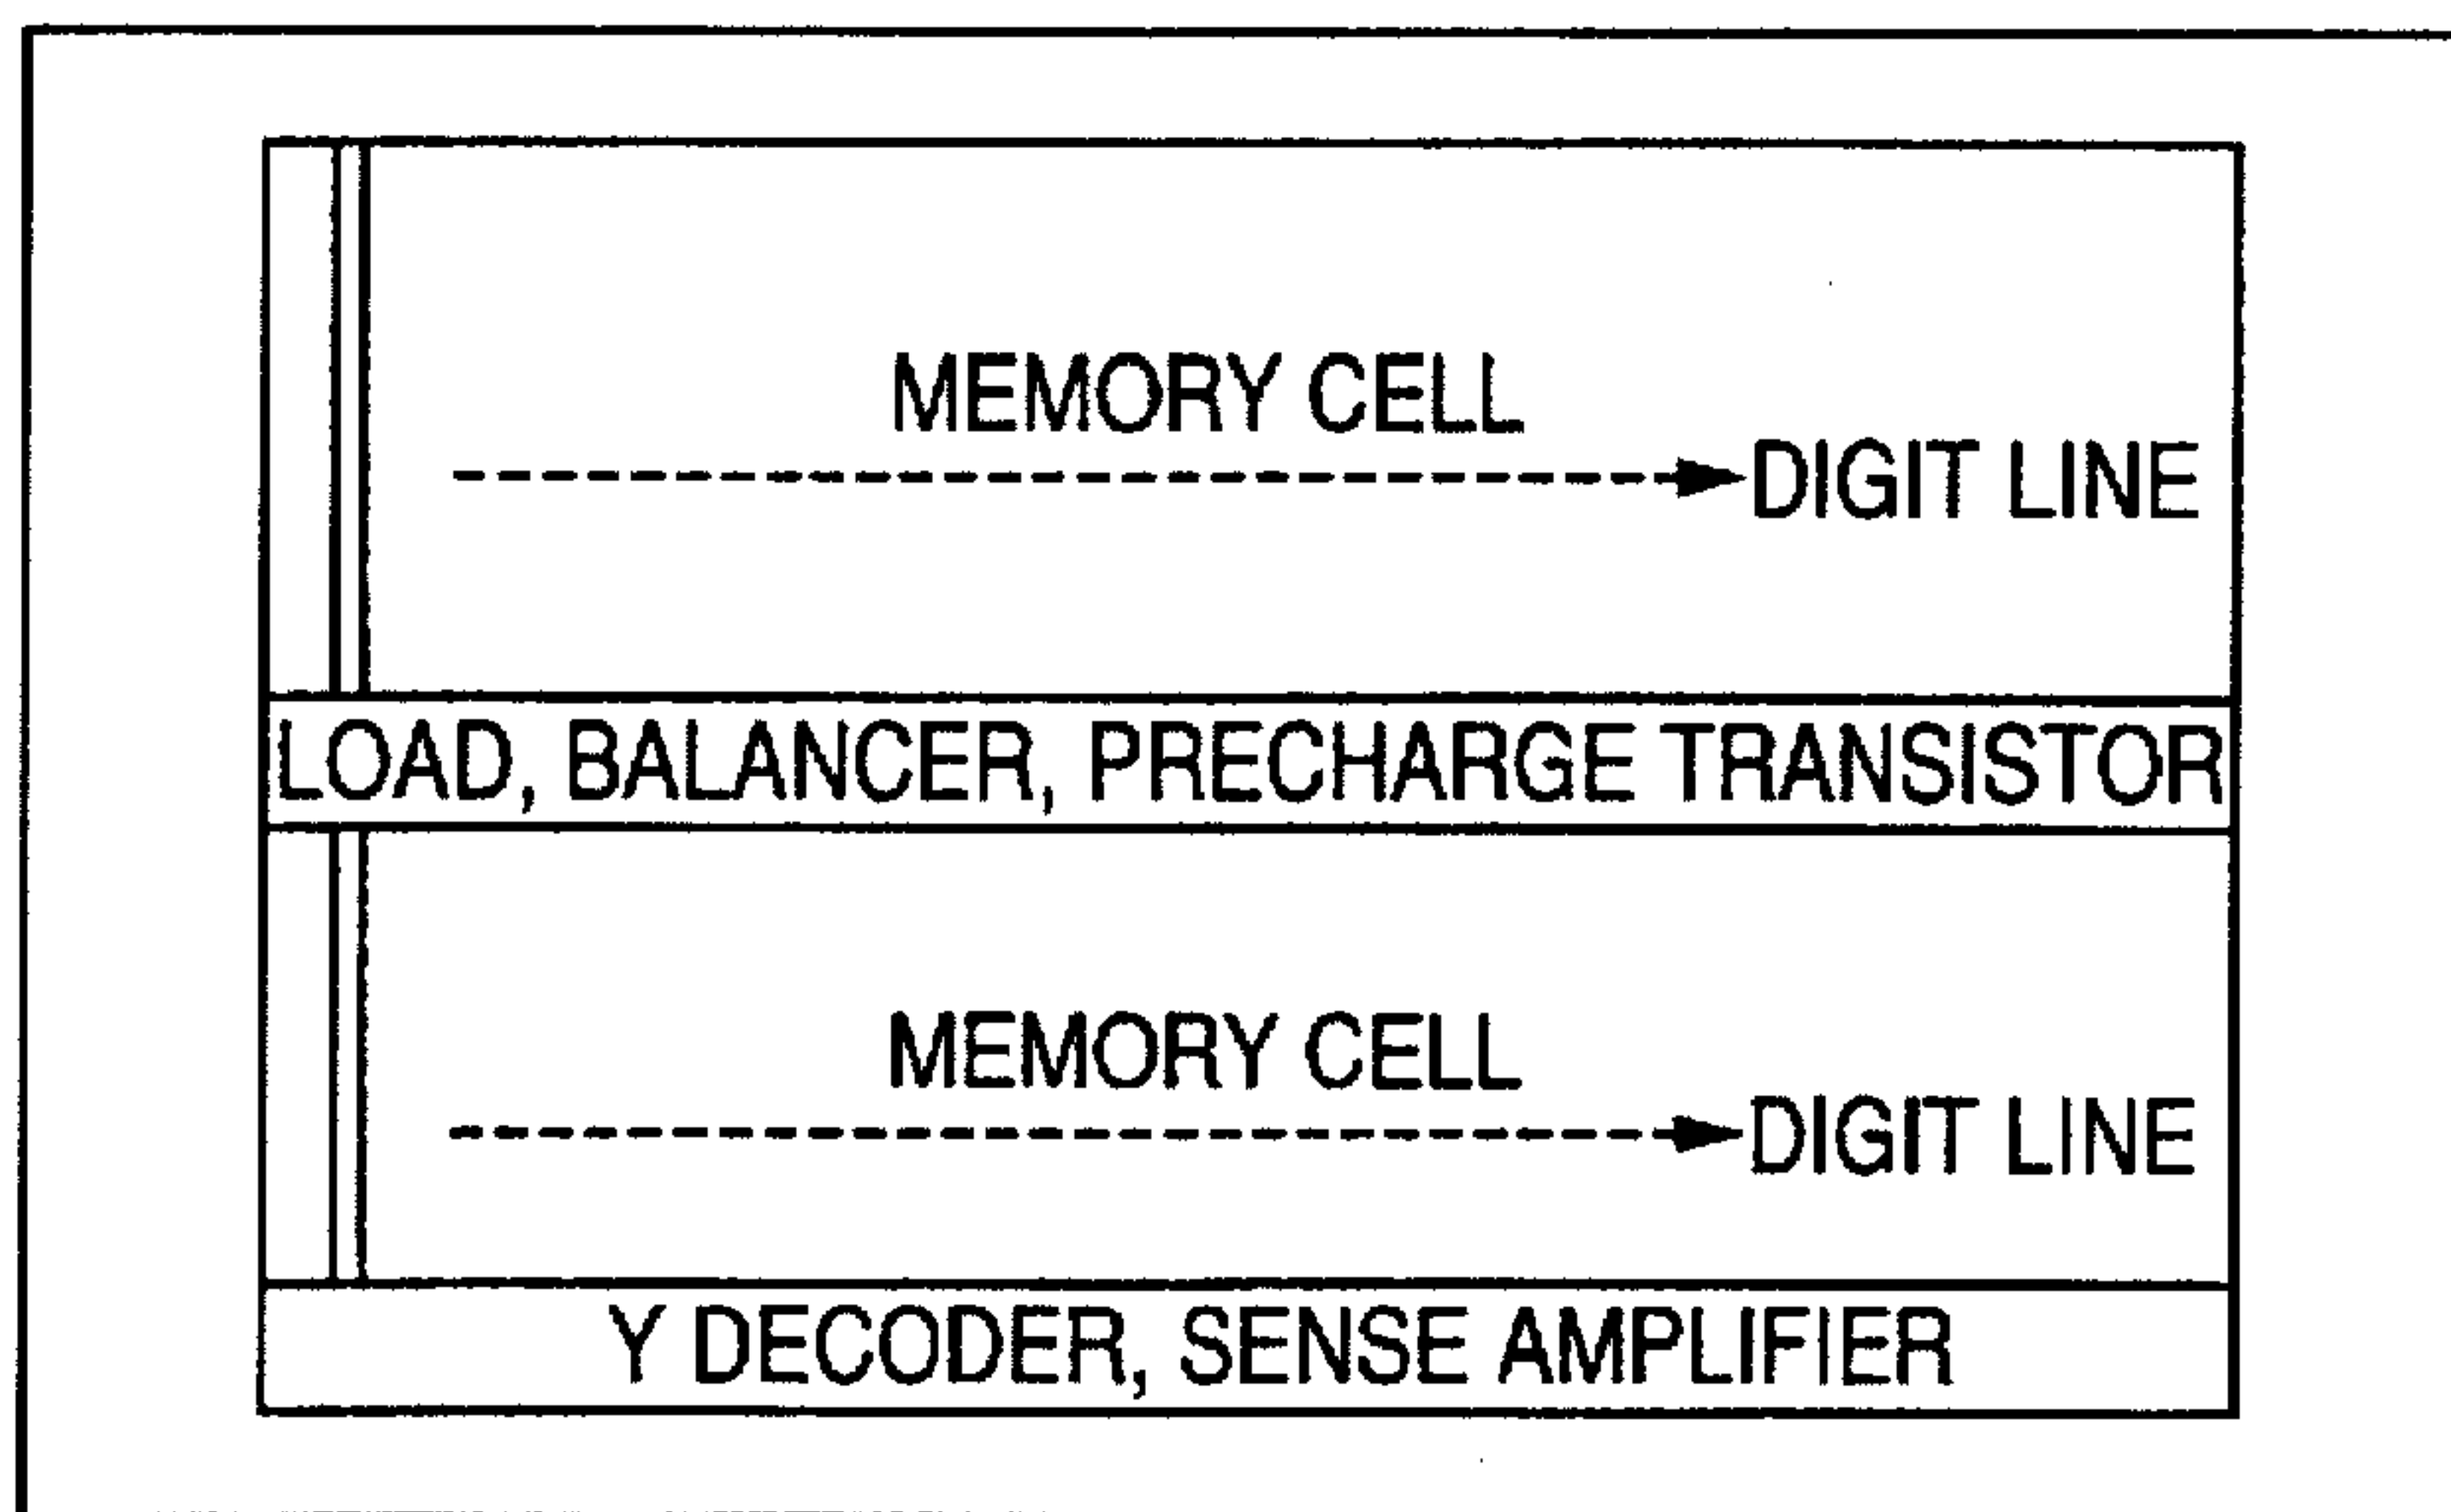 MEMORY CELL
DIGIT LINE
LOAD, BALANCER, PRECHARGE TRANSISTOR
MEMORY CELL
DIGIT LINE
Y DECODER, SENSE AMPLIFIER